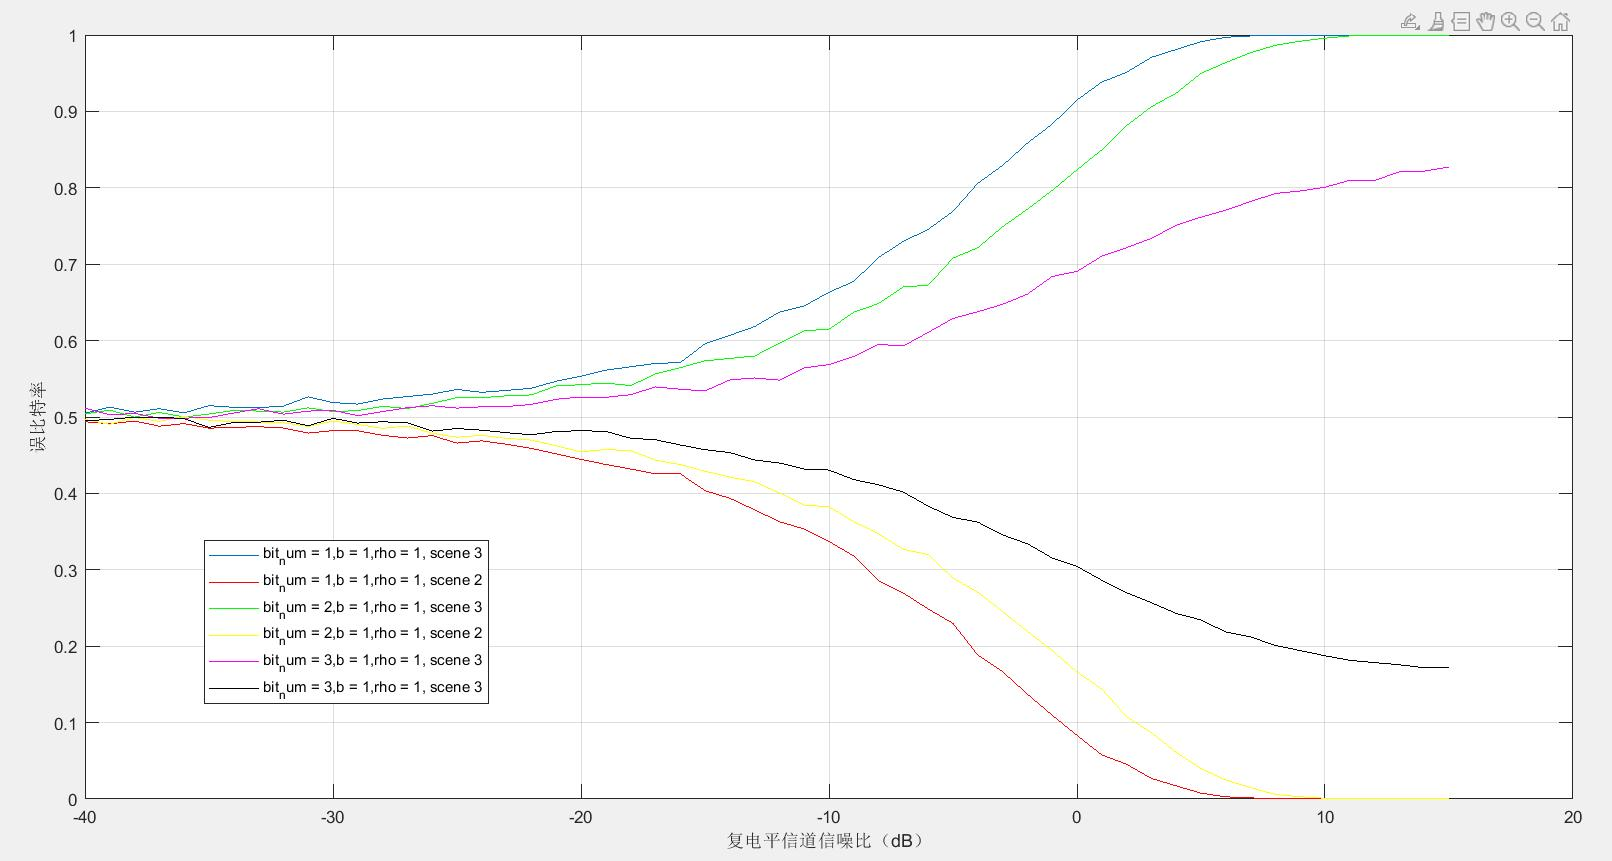 1
0.9
0.8
0.7
0.6
0.5
0.4
0.3
0.2
0.1
0
误比特率
bitnum = 1,b = 1,rho = 1, scene 3
bitnum = 1,b = 1,rho = 1, scene 2
bitnum = 2,b = 1,rho = 1, scene 3
bitnum = 2,b = 1,rho = 1, scene 2
bitnum = 3,b = 1,rho = 1, scene 3
bitnum = 3,b = 1,rho = 1, scene 3
-40 -30 -20 -10 0 10 20
复电平信道信噪比（dB）